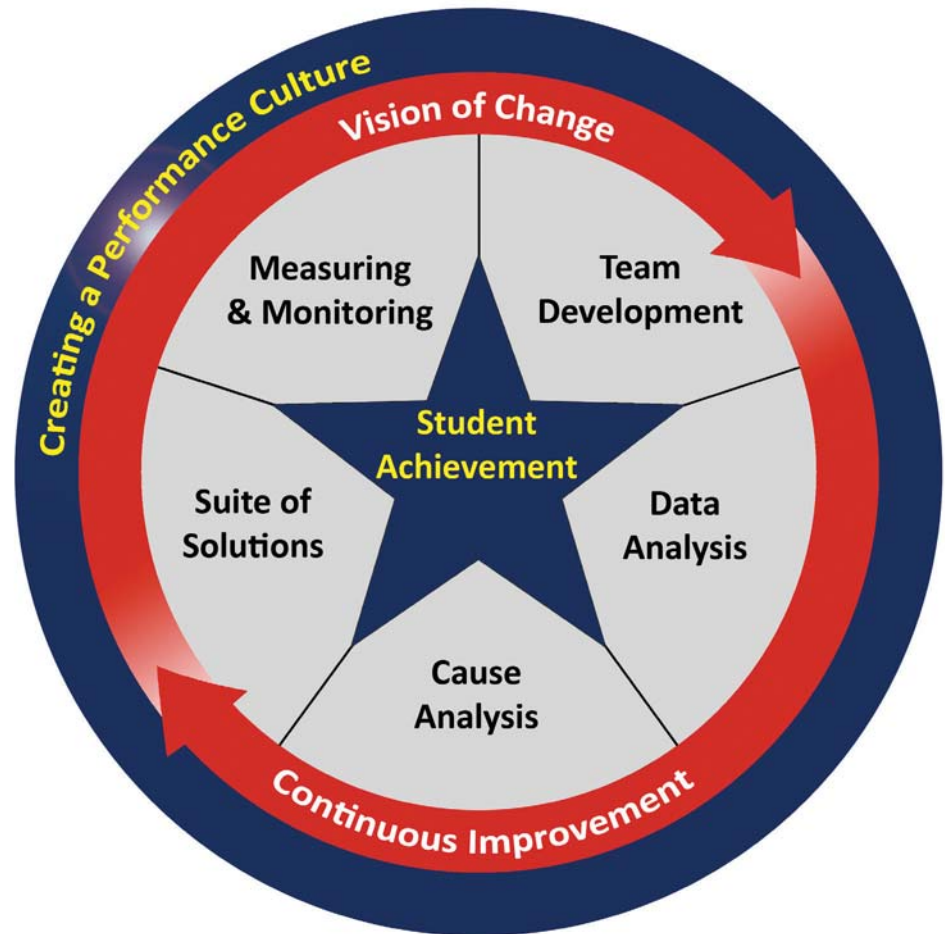 Creating a Performance Culture
Vision of Change
Measuring
& Monitoring
Team
Development
Student
Achievement
Suite of
Solutions
Data
Analysis
Cause
Analysis
Continuous Improvement